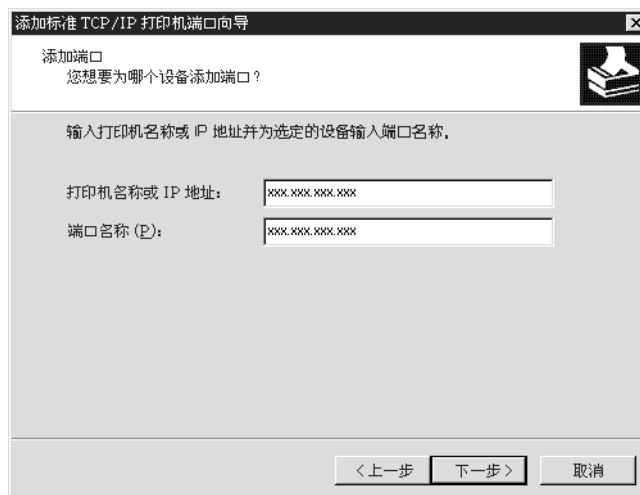 添加标准 TCP/IP 打印机端口向导
添加端口
您想要为哪个设备添加端口？
输入打印机名称或 IP 地址并为选定的设备输入端口名称。
打印机名称或 IP 地址： xxx.xxx.xxx.xxx
端口名称(P)： xxx.xxx.xxx.xxx
<上一步 下一步> 取消